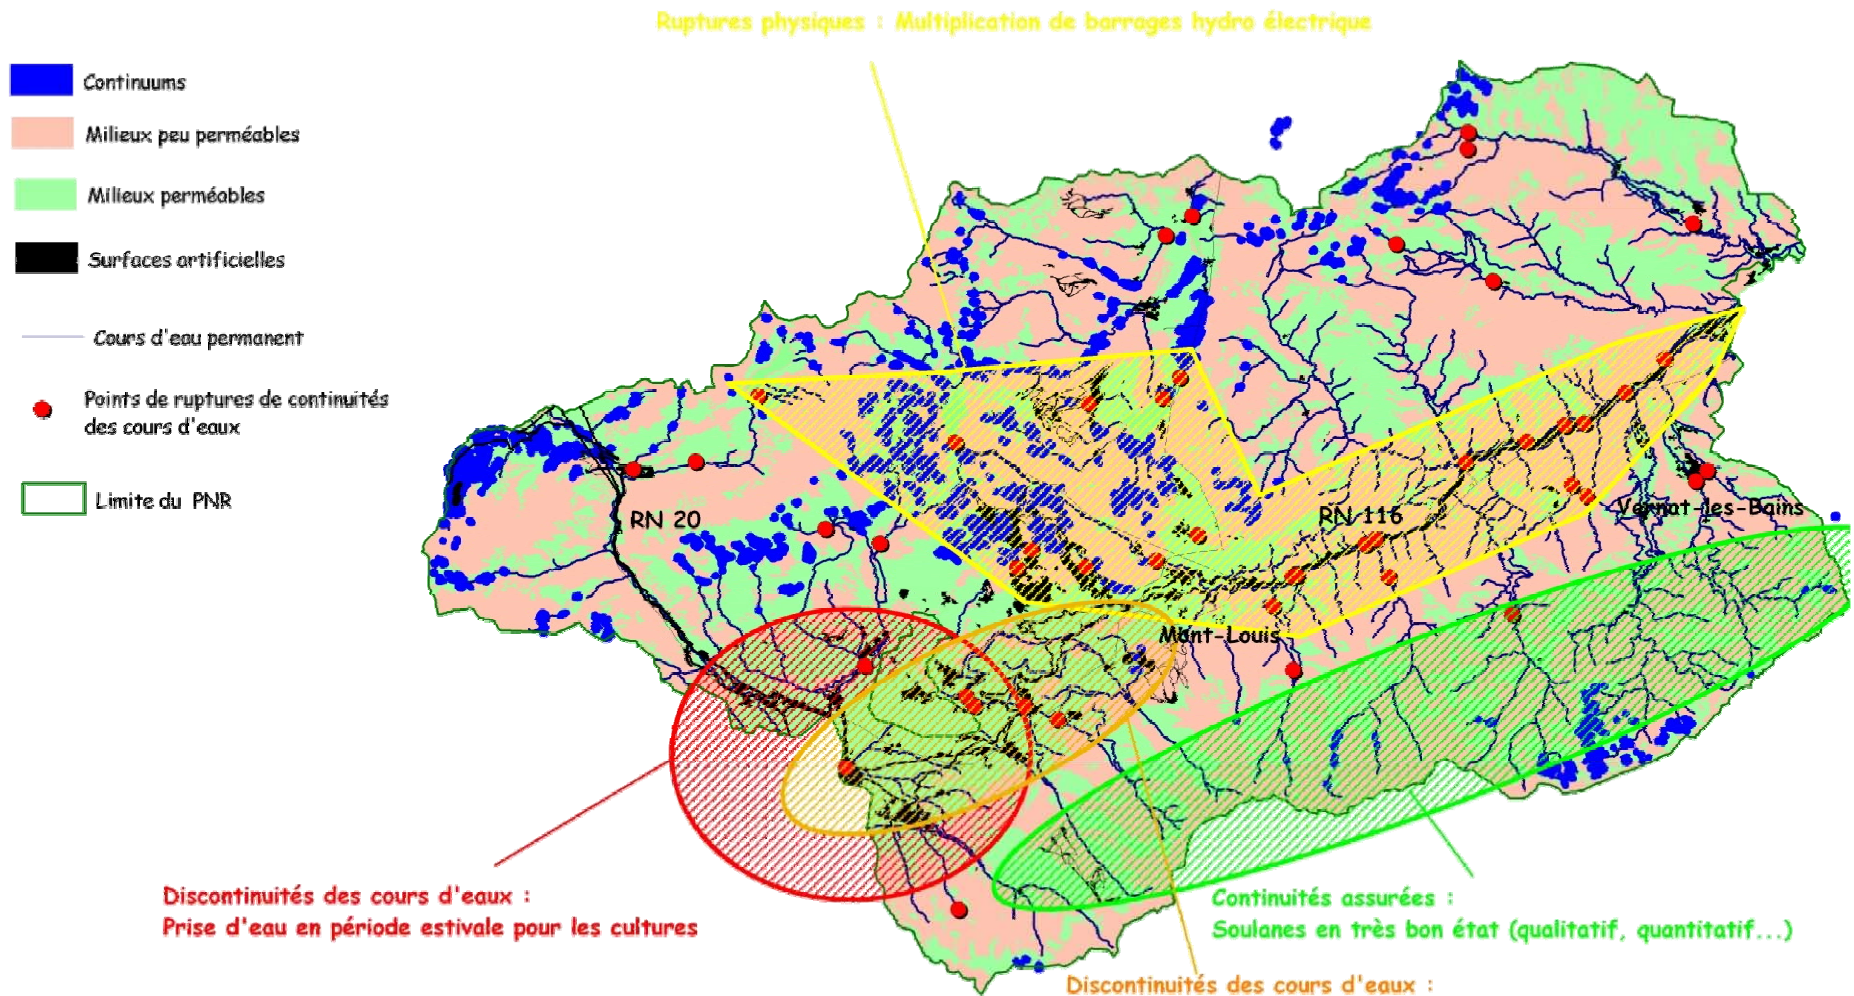 Ruptures physiques : Multiplication de barrages hydro électrique
Continuums
Milieux peu perméables
Milieux perméables
Surfaces artificielles
Cours d'eau permanent
Points de ruptures de continuités
des cours d'eaux
Limite du PNR
RN 20
RN 116
Vernat-les-Bains
Mont-Louis
Discontinuités des cours d'eaux :
Prise d'eau en période estivale pour les cultures
Continuités assurées :
Soulanes en très bon état (qualitatif, quantitatif...)
Discontinuités des cours d'eaux :